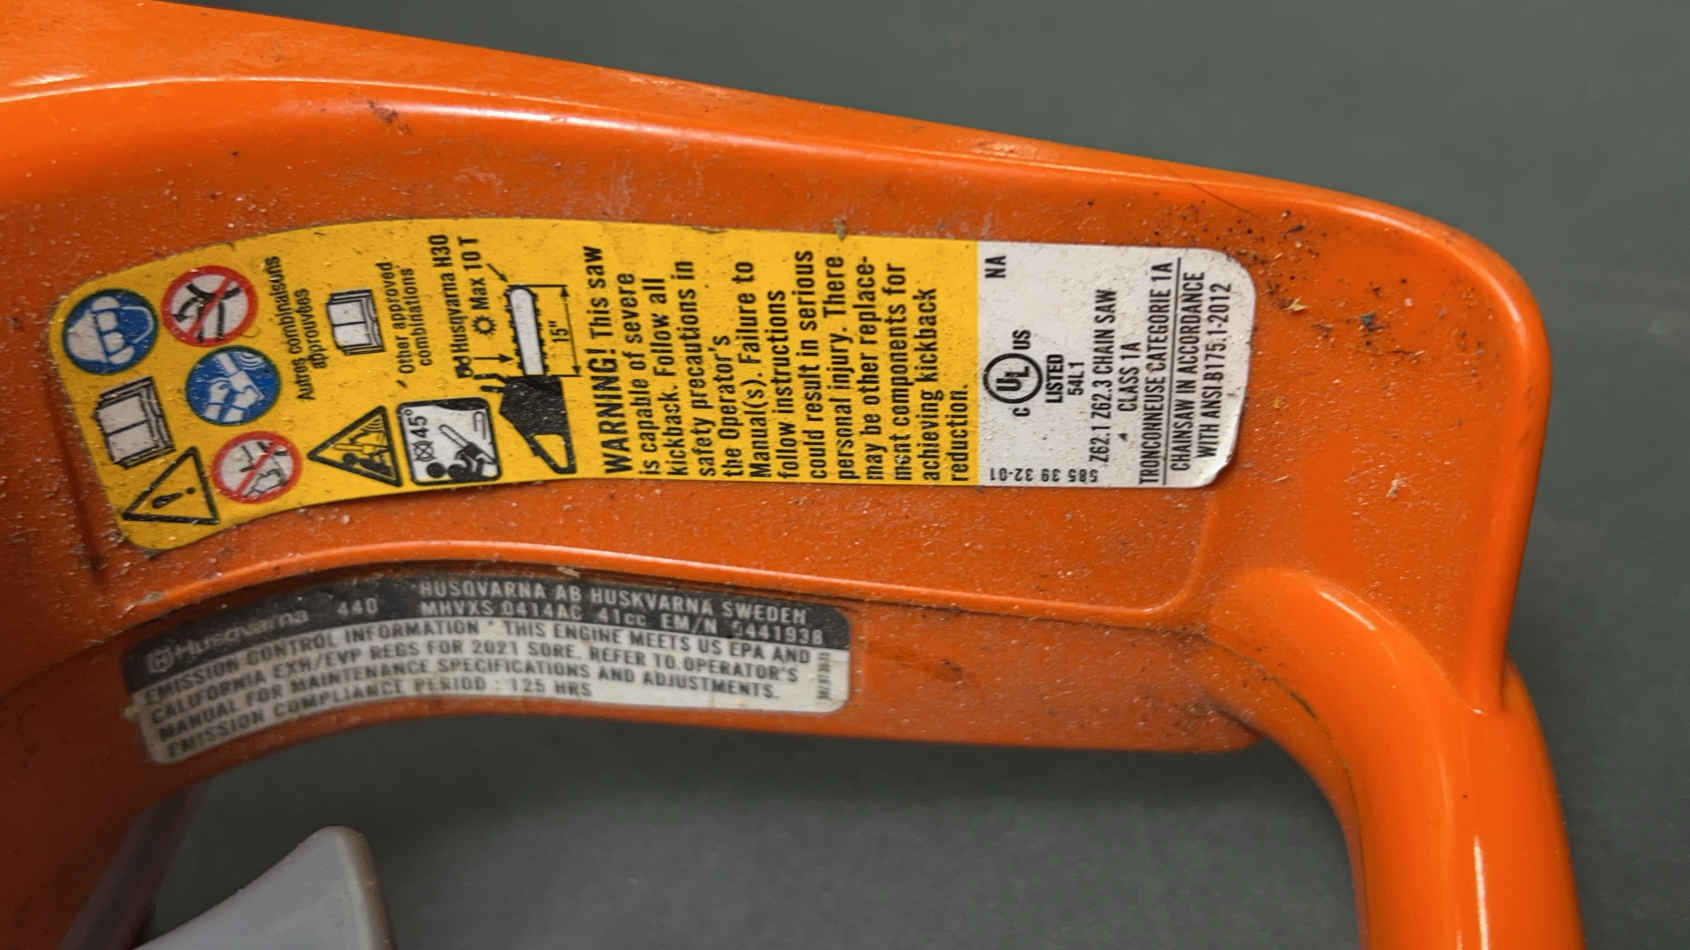 Autres combinaisons
approuvées
Other approved
combinations
Husqvarna H30
Max 10 T
15"
45°
WARNING! This saw
is capable of severe
kickback. Follow all
safety precautions in
the Operator's
Manual(s). Failure to
follow instructions
could result in serious
personal injury. There
may be other replace-
ment components for
achieving kickback
reduction.
NA
C UL US
LISTED
54L1
585 39 32-01
Z62.1 Z62.3 CHAIN SAW
CLASS 1A
TRONCONNEUSE CATEGORIE 1A
CHAINSAW IN ACCORDANCE
WITH ANSI B175.1-2012
Husqvarna 440
HUSQVARNA AB HUSKVARNA SWEDEN
MHVXS.0414AC 41cc EM/N
EMISSION CONTROL INFORMATION * THIS ENGINE MEETS US EPA AND
CALIFORNIA EXH/EVP REGS FOR 2021 SORE. REFER TO OPERATOR'S
MANUAL FOR MAINTENANCE SPECIFICATIONS AND ADJUSTMENTS.
EMISSION COMPLIANCE PERIOD : 125 HRS